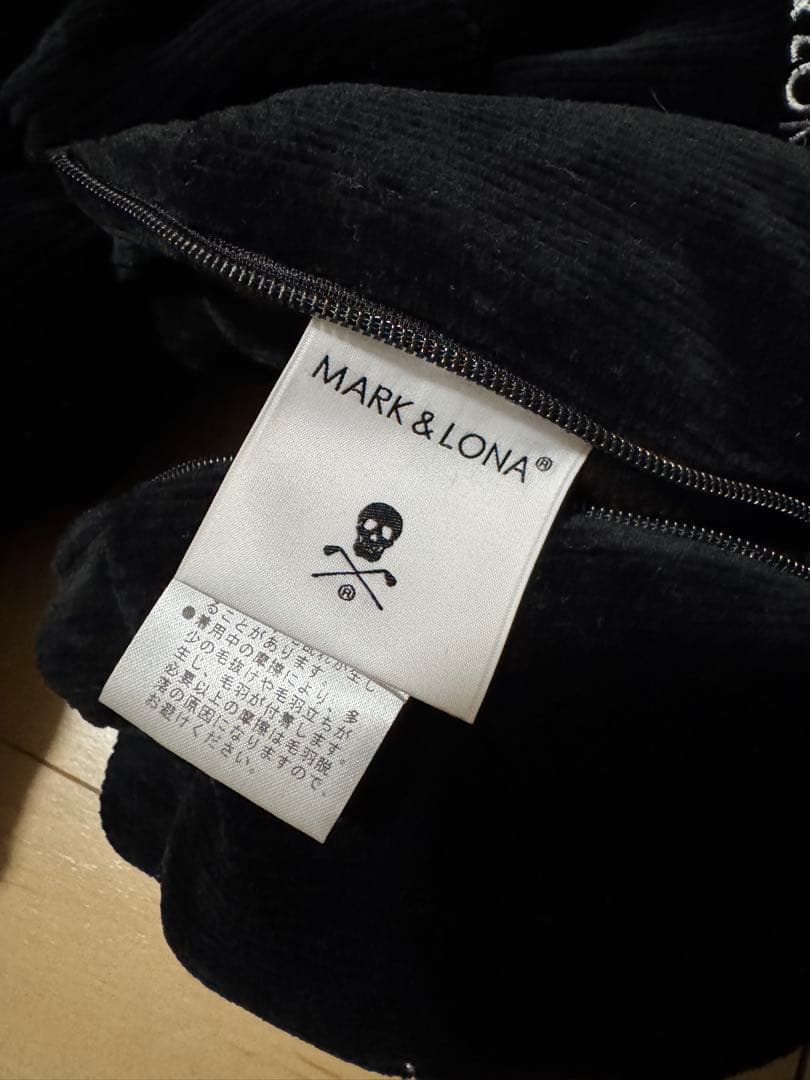 MARK & LONA®
®
ることがあります。
●着用中の摩擦により、多
少の毛抜けや毛羽立ちが
生し、毛羽が付着します。
必要以上の摩擦は毛羽脱
落の原因になりますので、
お避けください。